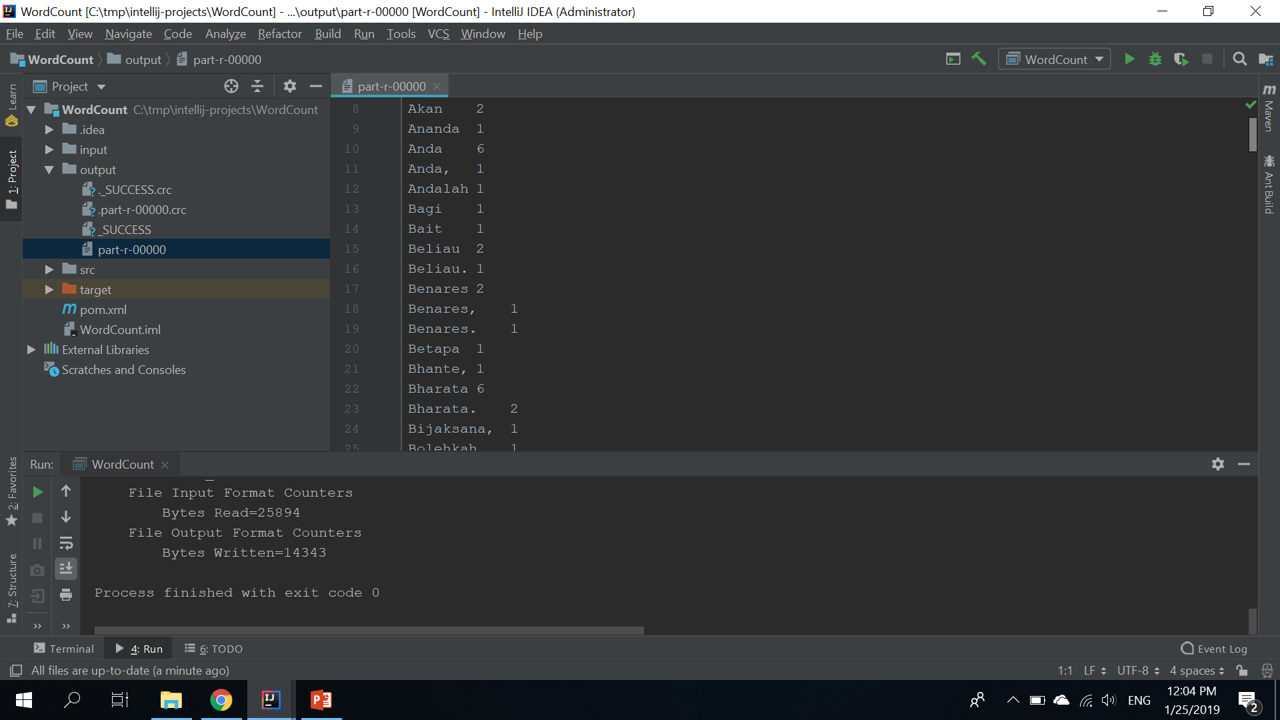 WordCount [C:\tmp\intellij-projects\WordCount] - ...\output\part-r-00000 [WordCount] - IntelliJ IDEA (Administrator)
File Edit View Navigate Code Analyze Refactor Build Run Tools VCS Window Help
WordCount output part-r-00000
WordCount
Learn
1: Project
2: Favorites
7: Structure
Project
WordCount C:\tmp\intellij-projects\WordCount
.idea
input
output
._SUCCESS.crc
.part-r-00000.crc
_SUCCESS
part-r-00000
src
target
pom.xml
WordCount.iml
External Libraries
Scratches and Consoles
part-r-00000
8 Akan 2
9 Ananda 1
10 Anda 6
11 Anda, 1
12 Andalah 1
13 Bagi 1
14 Bait 1
15 Beliau 2
16 Beliau. 1
17 Benares 2
18 Benares, 1
19 Benares. 1
20 Betapa 1
21 Bhante, 1
22 Bharata 6
23 Bharata. 2
24 Bijaksana, 1
25 Bolehkah 1
Maven
Ant Build
Run: WordCount
File Input Format Counters
Bytes Read=25894
File Output Format Counters
Bytes Written=14343
Process finished with exit code 0
Terminal 4: Run 6: TODO Event Log
All files are up-to-date (a minute ago) 1:1 LF UTF-8 4 spaces
ENG
12:04 PM
1/25/2019
2